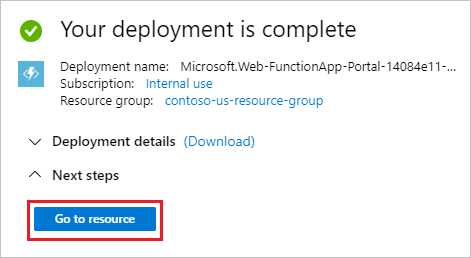 Your deployment is complete
Deployment name: Microsoft.Web-FunctionApp-Portal-14084e11-...
Subscription: Internal use
Resource group: contoso-us-resource-group
Deployment details (Download)
Next steps
Go to resource